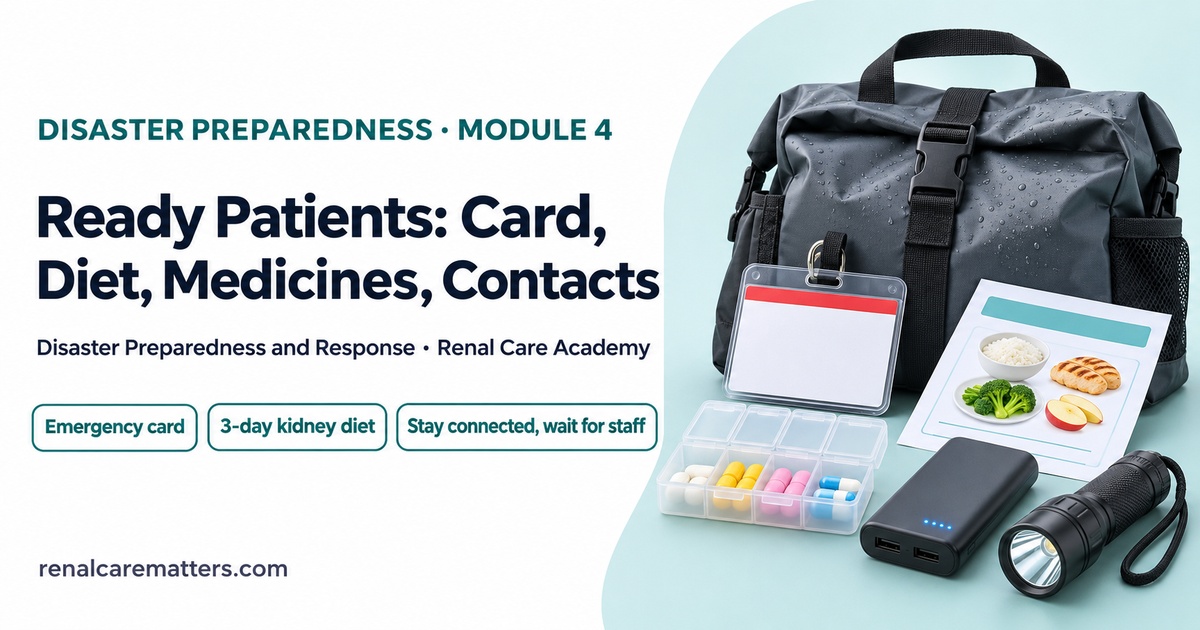 DISASTER PREPAREDNESS · MODULE 4
Ready Patients: Card,
Diet, Medicines, Contacts
Disaster Preparedness and Response · Renal Care Academy
Emergency card
3-day kidney diet
Stay connected, wait for staff
renalcarematters.com